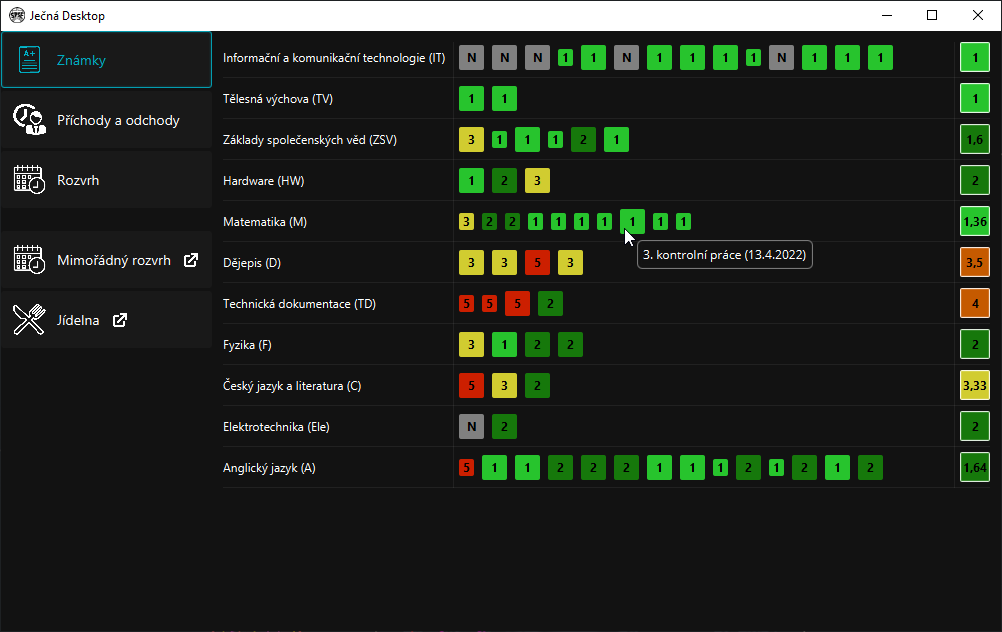 Ječná Desktop
A+
Známky
Příchody a odchody
Rozvrh
Mimořádný rozvrh
Jídelna
Informační a komunikační technologie (IT) N N N 1 1 N 1 1 1 1 N 1 1 1 1
Tělesná výchova (TV) 1 1 1
Základy společenských věd (ZSV) 3 1 1 1 2 1 1,6
Hardware (HW) 1 2 3 2
Matematika (M) 3 2 2 1 1 1 1 1 1 1 1,36
3. kontrolní práce (13.4.2022)
Dějepis (D) 3 3 5 3 3,5
Technická dokumentace (TD) 5 5 5 2 4
Fyzika (F) 3 1 2 2 2
Český jazyk a literatura (C) 5 3 2 3,33
Elektrotechnika (Ele) N 2 2
Anglický jazyk (A) 5 1 1 2 2 2 1 1 1 2 1 2 1 2 1,64